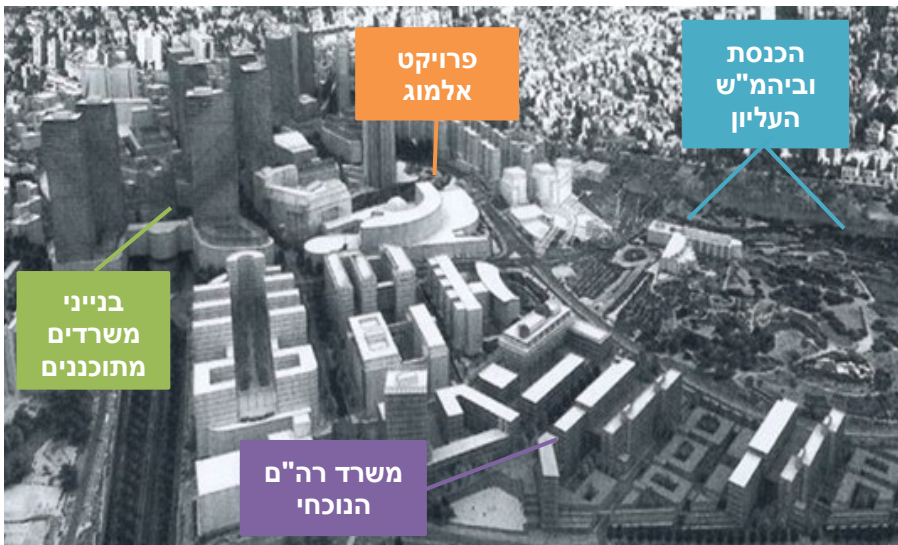 פרויקט
אלמוג
הכנסת
וביהמ"ש
העליון
בנייני
משרדים
מתוכננים
משרד רה"ם
הנוכחי